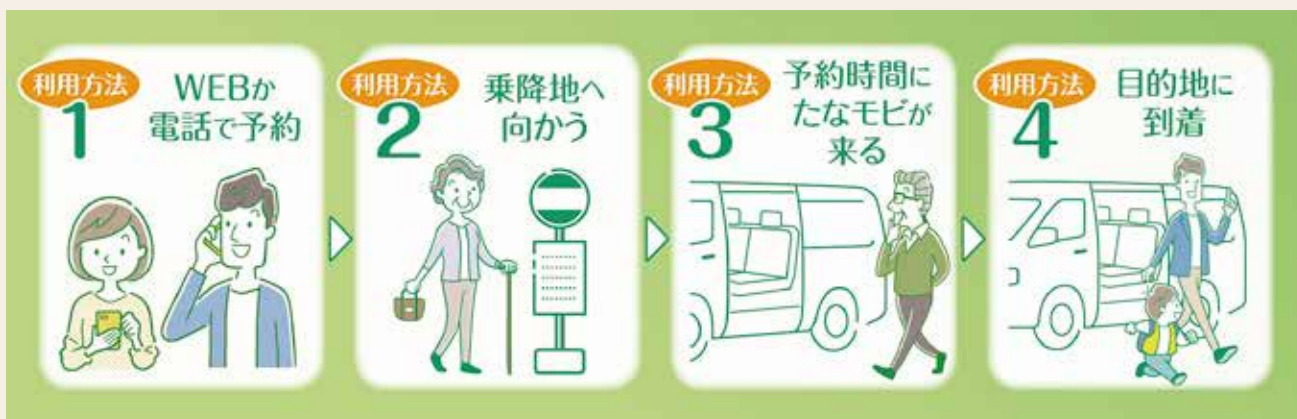 利用方法
1
WEBか
電話で予約
利用方法
2
乗降地へ
向かう
利用方法
3
予約時間に
たなモビが
来る
利用方法
4
目的地に
到着